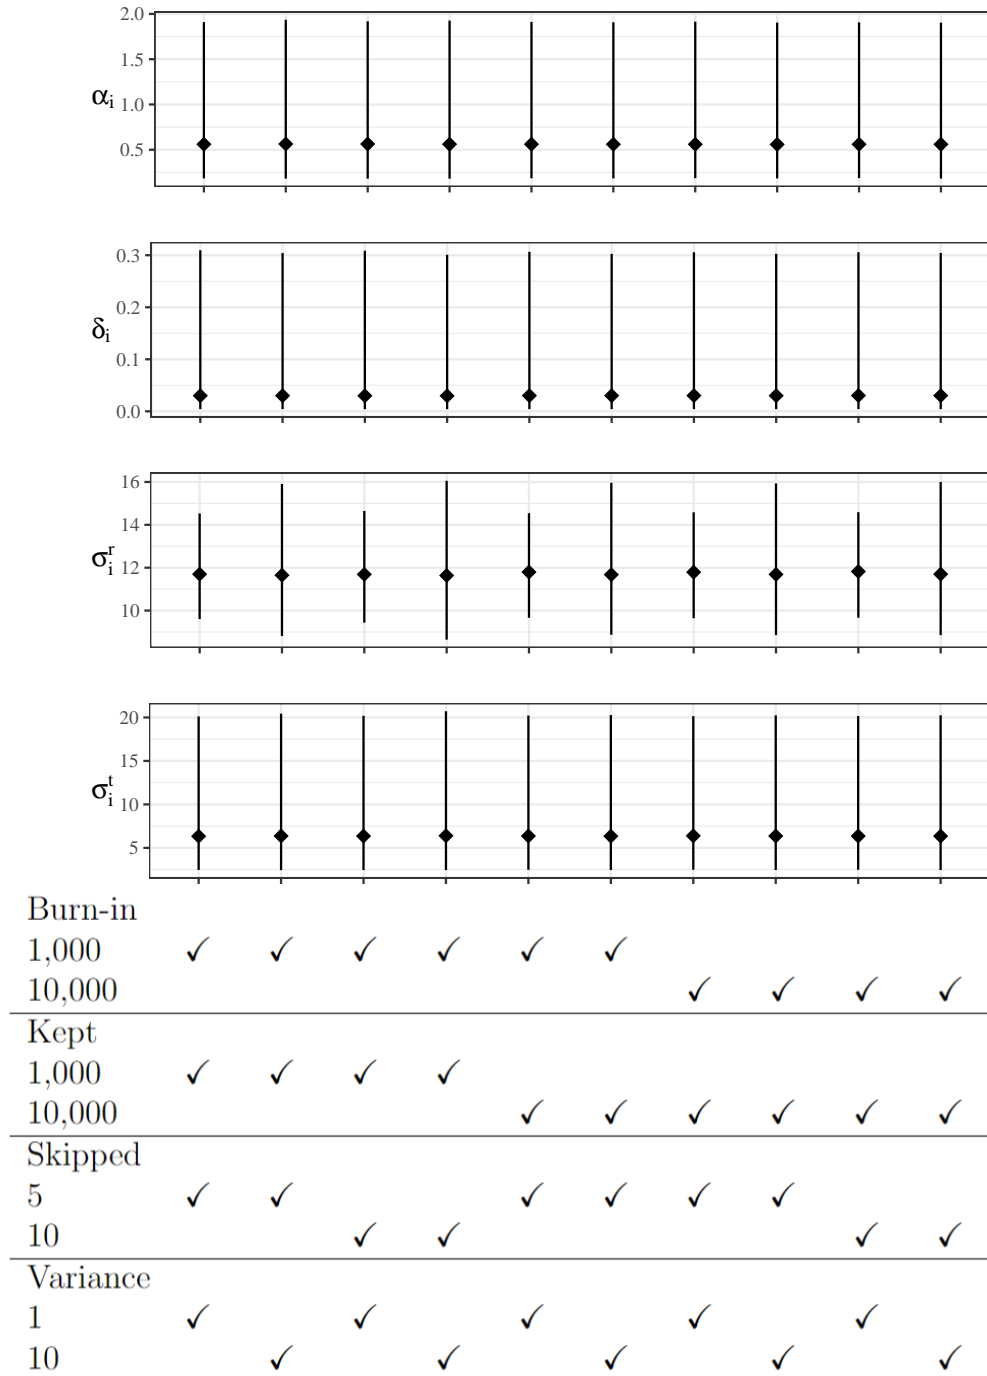 2.0
1.5
αi 1.0
0.5
0.3
0.2
δi
0.1
0.0
16
14
σir 12
10
20
15
σit 10
5
Burn-in
1,000 ✓ ✓ ✓ ✓ ✓ ✓
10,000 ✓ ✓ ✓ ✓
Kept
1,000 ✓ ✓ ✓ ✓
10,000 ✓ ✓ ✓ ✓ ✓ ✓
Skipped
5 ✓ ✓ ✓ ✓ ✓ ✓
10 ✓ ✓ ✓ ✓
Variance
1 ✓ ✓ ✓ ✓ ✓
10 ✓ ✓ ✓ ✓ ✓